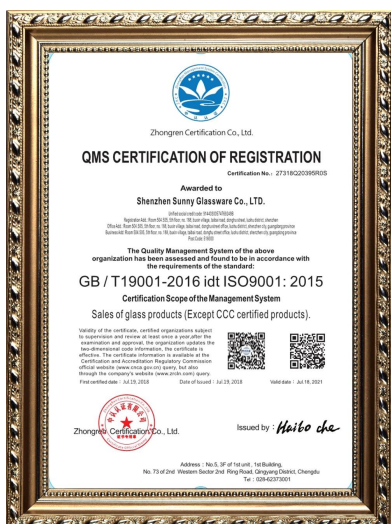 Zhongren Certification Co., Ltd.
QMS CERTIFICATION OF REGISTRATION
Certification No.: 27318Q20395R0S
Awarded to
Shenzhen Sunny Glassware Co., LTD.
The Quality Management System of the above
organization has been assessed and found to be in accordance with
the requirements of the standard:
GB / T19001-2016 idt ISO9001: 2015
Certification Scope of the Management System
Sales of glass products (Except CCC certified products).
Validity of the certificate: certified organizations subject
to supervision and review at least once a year,after the
examination and approval, the organization updates the
two-dimensional code information, the certificate is
effective. The certificate information is available at the
Certification and Accreditation Regulatory Commission
official website (www.cnca.gov.cn) query, but also
through the company's website (www.zrcin.com) query.
First certified date : Jul.19, 2018
Date of Issued : Jul.19, 2018
Valid date : Jul.18, 2021
Zhongren Certification Co., Ltd.
Issued by : Haibo che
Address : No.5, 3F of 1st unit , 1st Building,
No. 73 of 2nd Western Sector 2nd Ring Road, Qingyang District, Chengdu
Tel : 028-62373001